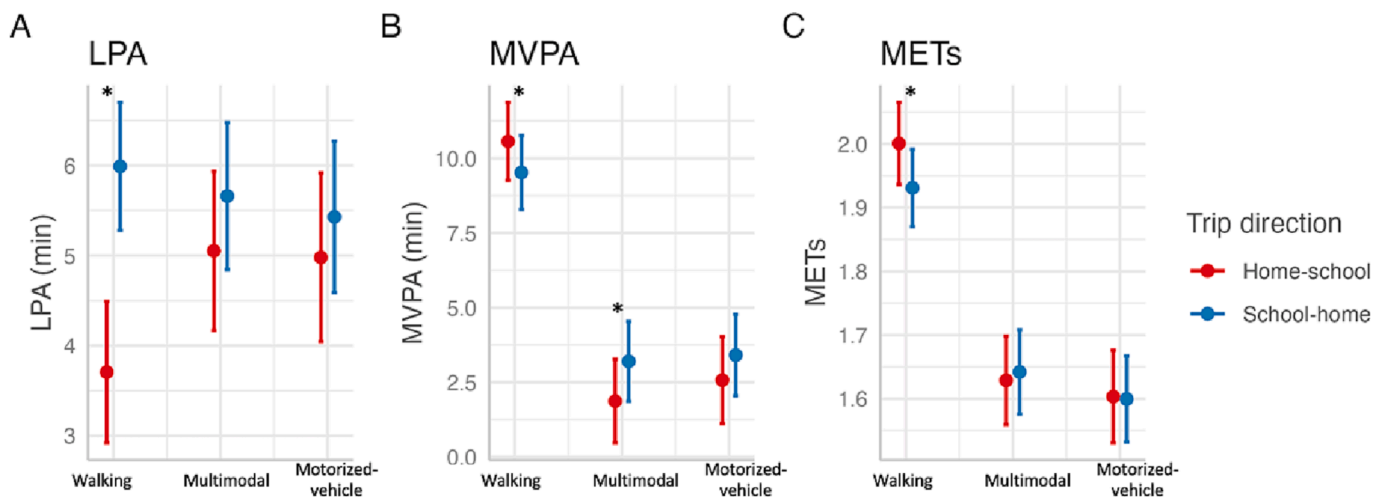 A
LPA
*
LPA (min)
6
5
4
3
Walking
Multimodal
Motorized-
vehicle
B
MVPA
*
*
MVPA (min)
10.0
7.5
5.0
2.5
0.0
Walking
Multimodal
Motorized-
vehicle
C
METs
*
METs
2.0
1.9
1.8
1.7
1.6
Walking
Multimodal
Motorized-
vehicle
Trip direction
Home-school
School-home